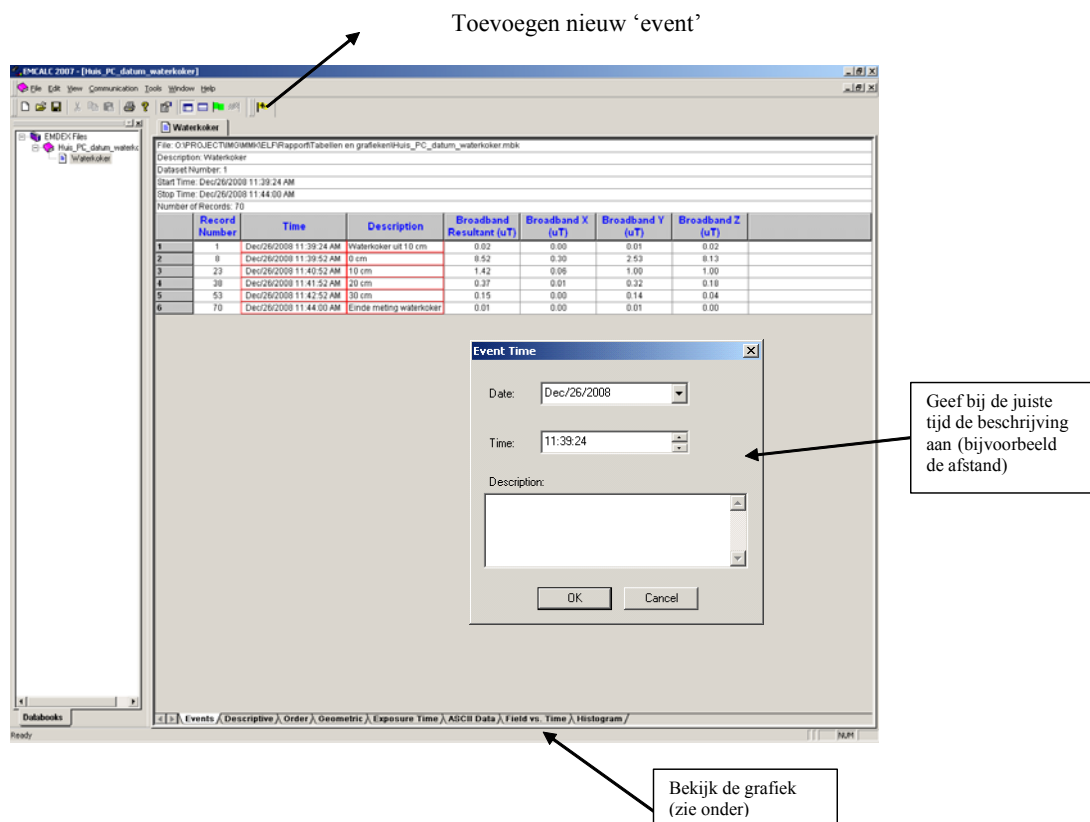 Toevoegen nieuw ‘event’
EMCALC 2007 - [Huis_PC_datum_waterkoker]
File Edit View Communication Tools Window Help
EMDEX Files
Huis_PC_datum_waterkc
Waterkoker
Waterkoker
File: O:\PROJECT\IMG\MMK\ELF\Rapport\Tabellen en grafieken\Huis_PC_datum_waterkoker.mbk
Description: Waterkoker
Dataset Number: 1
Start Time: Dec/26/2008 11:39:24 AM
Stop Time: Dec/26/2008 11:44:00 AM
Number of Records: 70
Record Number Time Description Broadband Resultant (uT) Broadband X (uT) Broadband Y (uT) Broadband Z (uT)
1 1 Dec/26/2008 11:39:24 AM Waterkoker uit 10 cm 0.02 0.00 0.01 0.02
2 8 Dec/26/2008 11:39:52 AM 0 cm 8.52 0.30 2.53 8.13
3 23 Dec/26/2008 11:40:52 AM 10 cm 1.42 0.06 1.00 1.00
4 38 Dec/26/2008 11:41:52 AM 20 cm 0.37 0.01 0.32 0.18
5 53 Dec/26/2008 11:42:52 AM 30 cm 0.15 0.00 0.14 0.04
6 70 Dec/26/2008 11:44:00 AM Einde meting waterkoker 0.01 0.00 0.01 0.00
Event Time
Date: Dec/26/2008
Time: 11:39:24
Description:
OK Cancel
Geef bij de juiste
tijd de beschrijving
aan (bijvoorbeeld
de afstand)
Databooks
Events Descriptive Order Geometric Exposure Time ASCII Data Field vs. Time Histogram
Ready
NUM
Bekijk de grafiek
(zie onder)